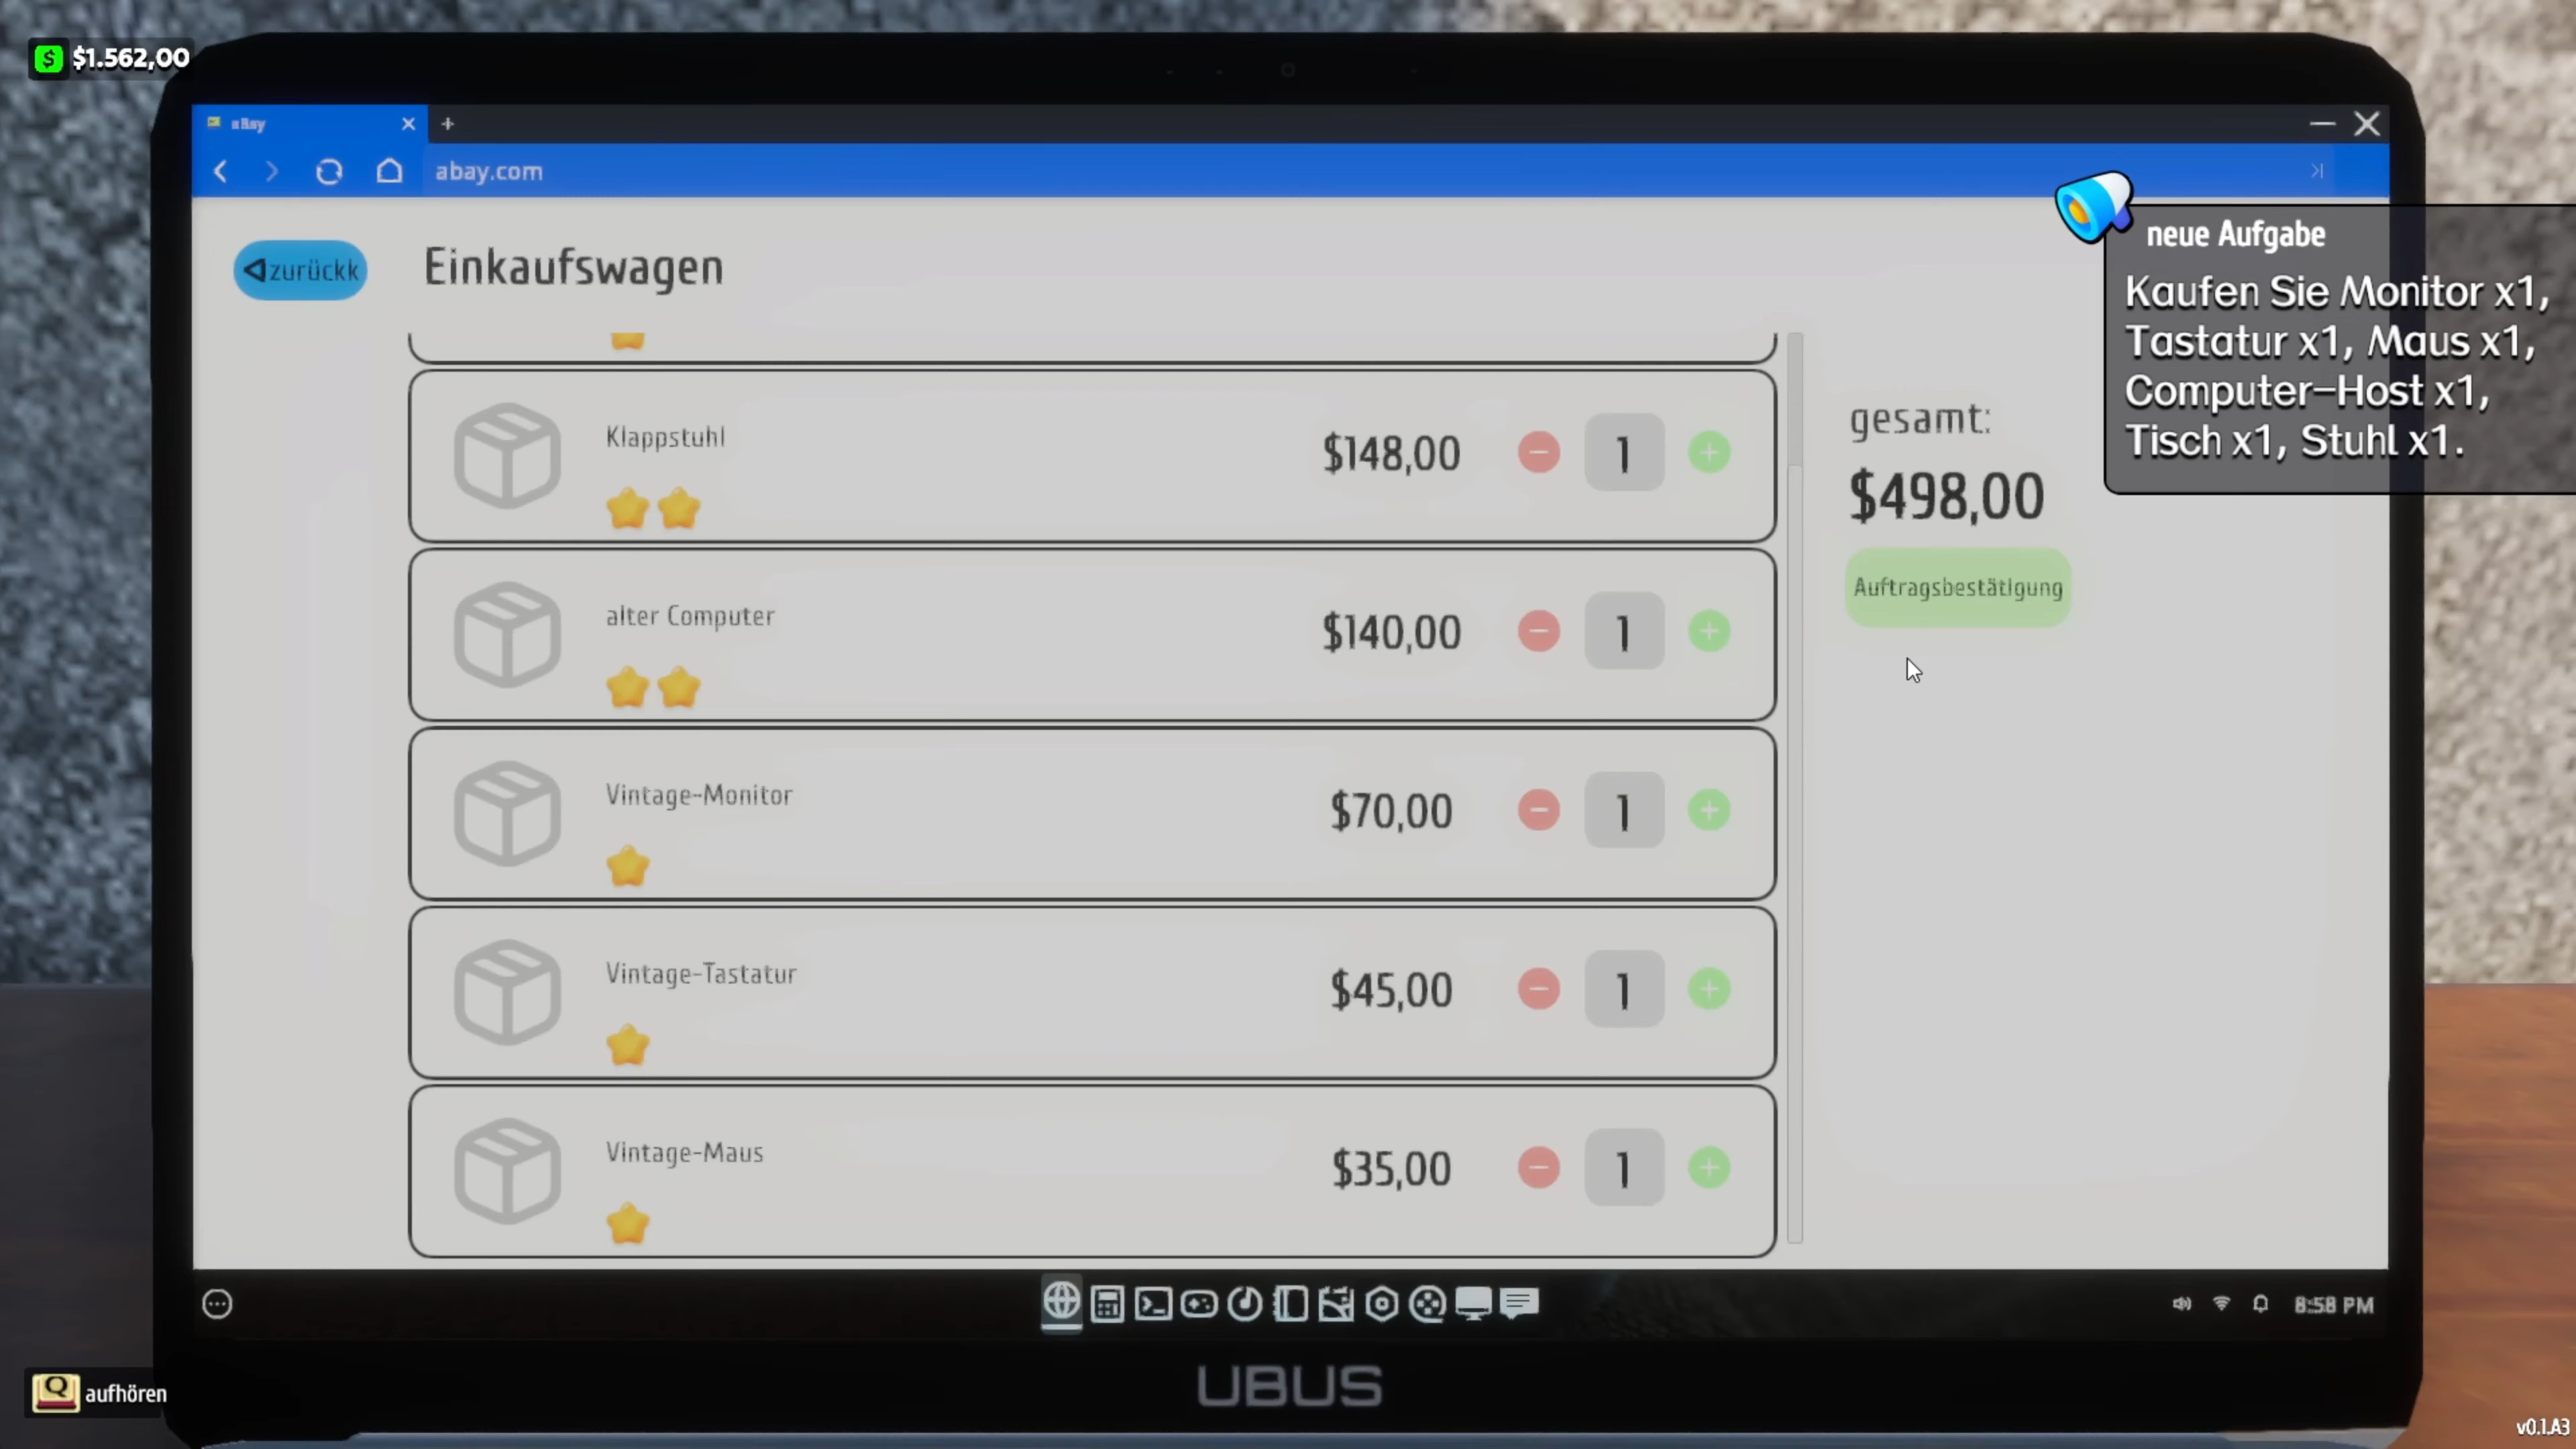 $1.562,00
aBay
abay.com
zurückk
Einkaufswagen
neue Aufgabe
Kaufen Sie Monitor x1,
Tastatur x1, Maus x1,
Computer-Host x1,
Tisch x1, Stuhl x1.
Klappstuhl
$148,00
1
alter Computer
$140,00
1
Vintage-Monitor
$70,00
1
Vintage-Tastatur
$45,00
1
Vintage-Maus
$35,00
1
gesamt:
$498,00
Auftragsbestätigung
8:58 PM
UBUS
Q aufhören
v0.1.A3